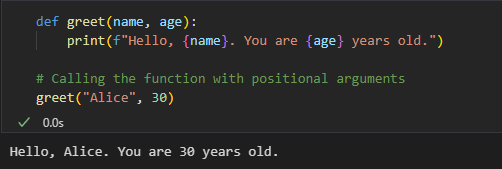 def greet(name, age):
    print(f"Hello, {name}. You are {age} years old.")
# Calling the function with positional arguments
greet("Alice", 30)
0.0s
Hello, Alice. You are 30 years old.